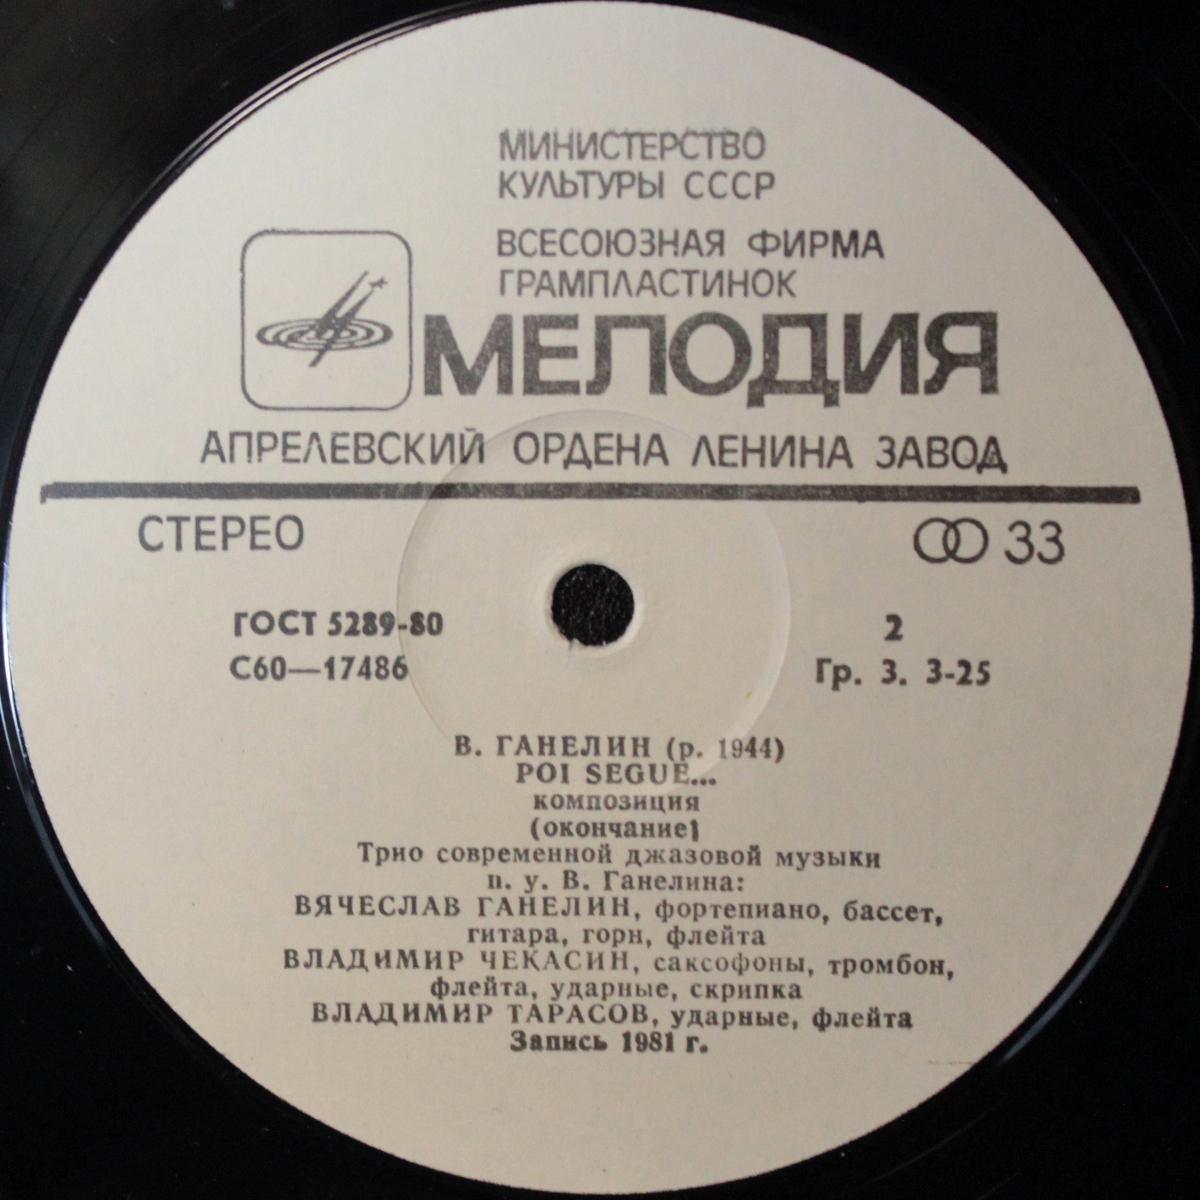 МИНИСТЕРСТВО
КУЛЬТУРЫ СССР
ВСЕСОЮЗНАЯ ФИРМА
ГРАМПЛАСТИНОК
МЕЛОДИЯ
АПРЕЛЕВСКИЙ ОРДЕНА ЛЕНИНА ЗАВОД
СТЕРЕО 33
ГОСТ 5289-80 2
С60—17486 Гр. 3. 3-25
В. ГАНЕЛИН (р. 1944)
POI SEGUE...
композиция
(окончание)
Трио современной джазовой музыки
п. у. В. Ганелина:
ВЯЧЕСЛАВ ГАНЕЛИН, фортепиано, бассет,
гитара, горн, флейта
ВЛАДИМИР ЧЕКАСИН, саксофоны, тромбон,
флейта, ударные, скрипка
ВЛАДИМИР ТАРАСОВ, ударные, флейта
Запись 1981 г.